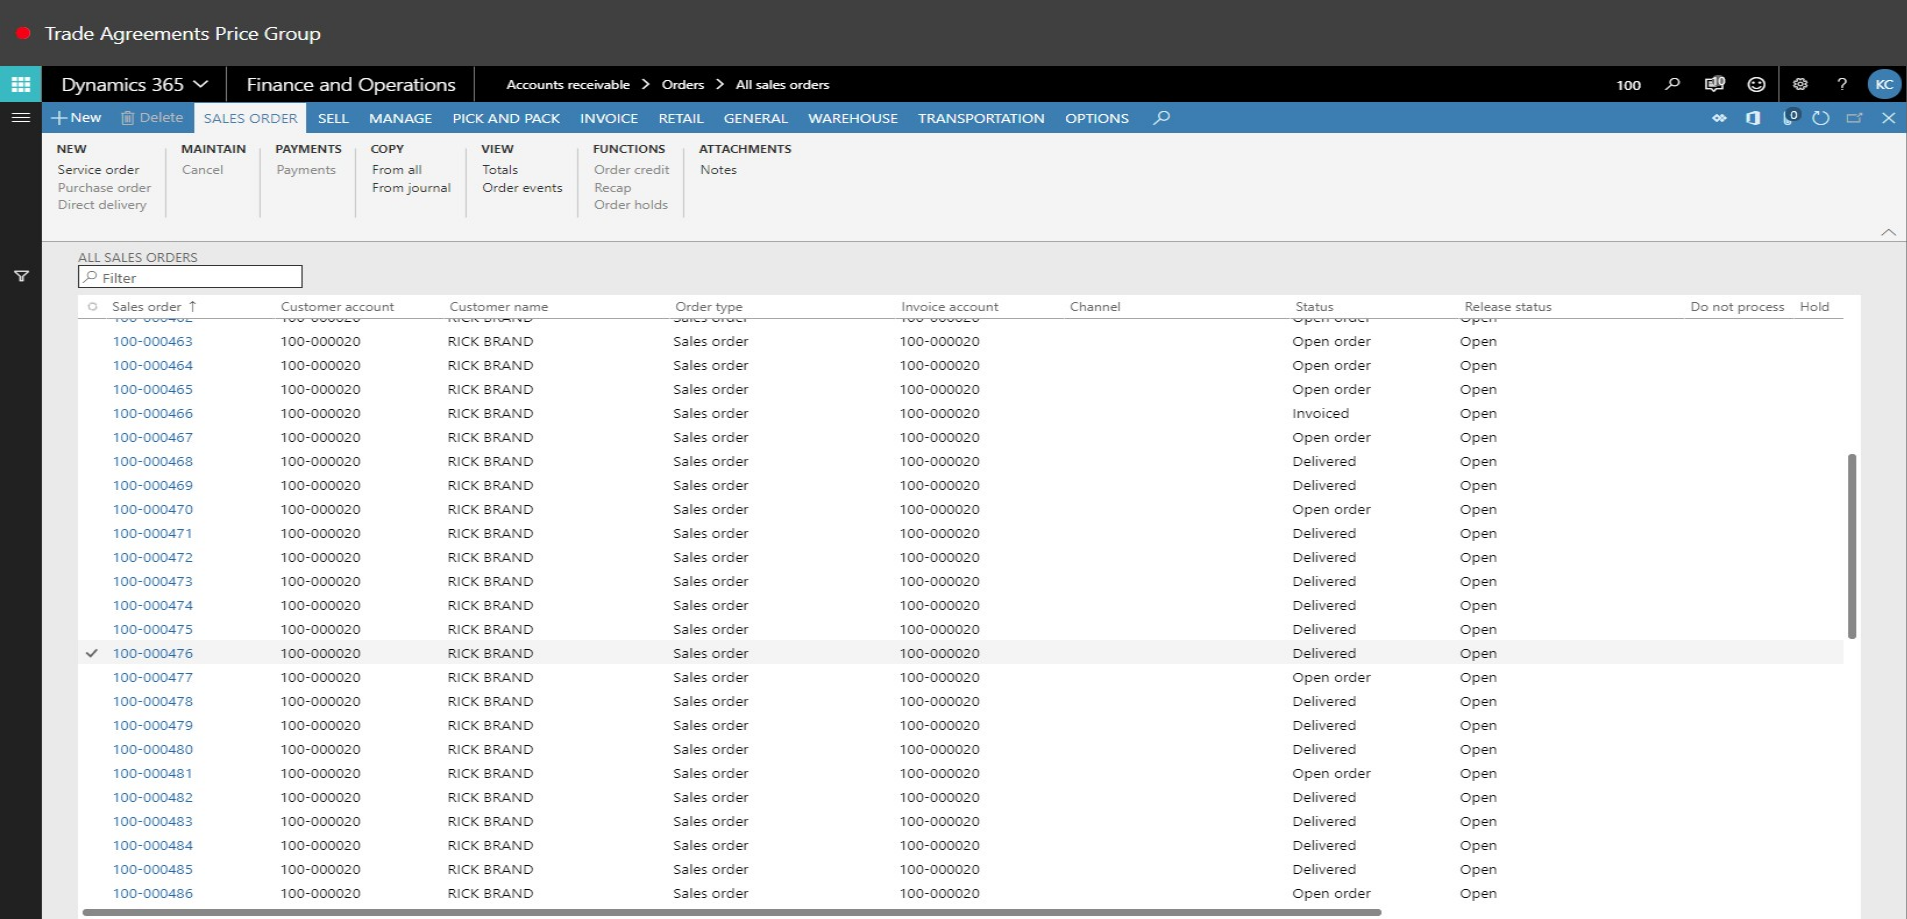 Trade Agreements Price Group
Dynamics 365 Finance and Operations Accounts receivable > Orders > All sales orders 100 10 ? KC
New Delete SALES ORDER SELL MANAGE PICK AND PACK INVOICE RETAIL GENERAL WAREHOUSE TRANSPORTATION OPTIONS 0
NEW MAINTAIN PAYMENTS COPY VIEW FUNCTIONS ATTACHMENTS
Service order Cancel Payments From all Totals Order credit Notes
Purchase order From journal Order events Recap
Direct delivery Order holds
ALL SALES ORDERS
Filter
Sales order ↑ Customer account Customer name Order type Invoice account Channel Status Release status Do not process Hold
100-000462 100-000020 RICK BRAND Sales order 100-000020 Open order Open
100-000463 100-000020 RICK BRAND Sales order 100-000020 Open order Open
100-000464 100-000020 RICK BRAND Sales order 100-000020 Open order Open
100-000465 100-000020 RICK BRAND Sales order 100-000020 Open order Open
100-000466 100-000020 RICK BRAND Sales order 100-000020 Invoiced Open
100-000467 100-000020 RICK BRAND Sales order 100-000020 Open order Open
100-000468 100-000020 RICK BRAND Sales order 100-000020 Delivered Open
100-000469 100-000020 RICK BRAND Sales order 100-000020 Delivered Open
100-000470 100-000020 RICK BRAND Sales order 100-000020 Open order Open
100-000471 100-000020 RICK BRAND Sales order 100-000020 Delivered Open
100-000472 100-000020 RICK BRAND Sales order 100-000020 Delivered Open
100-000473 100-000020 RICK BRAND Sales order 100-000020 Delivered Open
100-000474 100-000020 RICK BRAND Sales order 100-000020 Delivered Open
100-000475 100-000020 RICK BRAND Sales order 100-000020 Delivered Open
100-000476 100-000020 RICK BRAND Sales order 100-000020 Delivered Open
100-000477 100-000020 RICK BRAND Sales order 100-000020 Open order Open
100-000478 100-000020 RICK BRAND Sales order 100-000020 Delivered Open
100-000479 100-000020 RICK BRAND Sales order 100-000020 Delivered Open
100-000480 100-000020 RICK BRAND Sales order 100-000020 Delivered Open
100-000481 100-000020 RICK BRAND Sales order 100-000020 Open order Open
100-000482 100-000020 RICK BRAND Sales order 100-000020 Delivered Open
100-000483 100-000020 RICK BRAND Sales order 100-000020 Delivered Open
100-000484 100-000020 RICK BRAND Sales order 100-000020 Delivered Open
100-000485 100-000020 RICK BRAND Sales order 100-000020 Delivered Open
100-000486 100-000020 RICK BRAND Sales order 100-000020 Open order Open